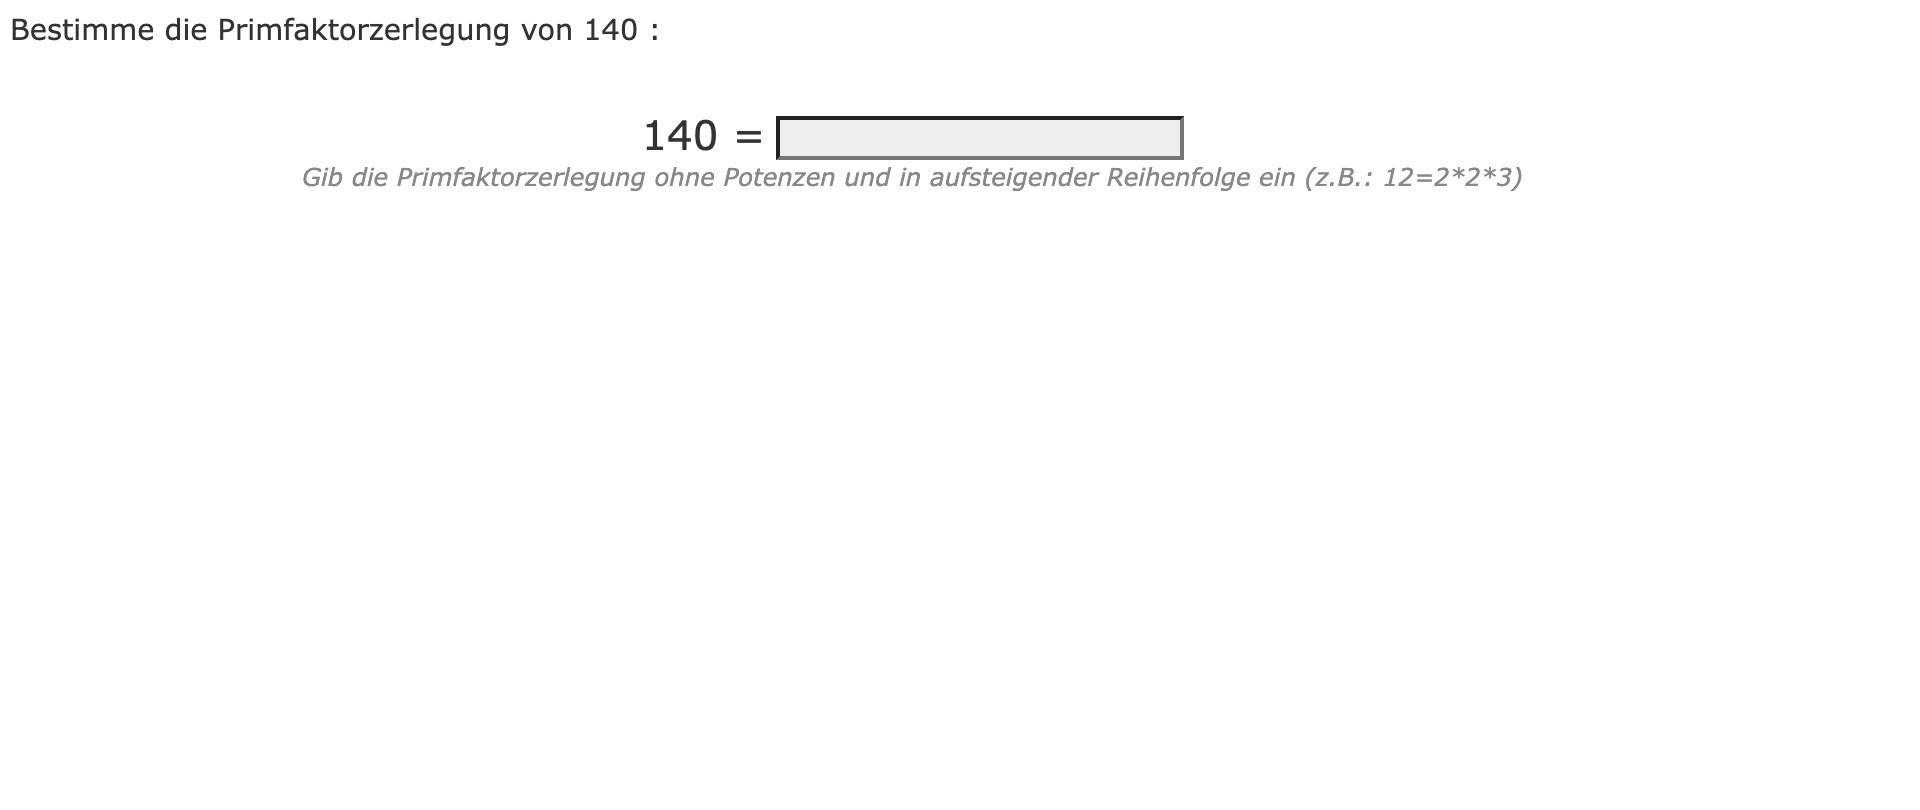 Bestimme die Primfaktorzerlegung von 140 :
140 =
Gib die Primfaktorzerlegung ohne Potenzen und in aufsteigender Reihenfolge ein (z.B.: 12=2*2*3)